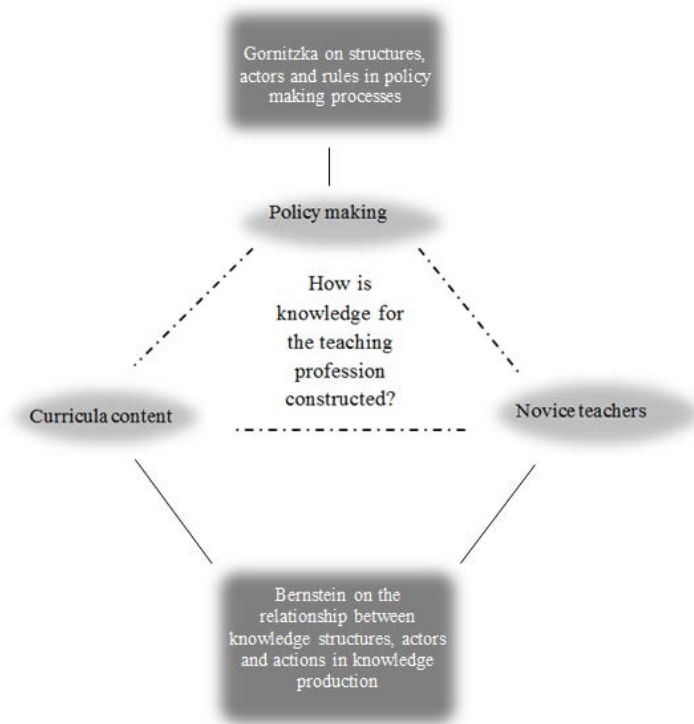 Gornitzka on structures,
actors and rules in policy
making processes
Policy making
How is
knowledge for
the teaching
profession
constructed?
Curricula content
Novice teachers
Bernstein on the
relationship between
knowledge structures, actors
and actions in knowledge
production